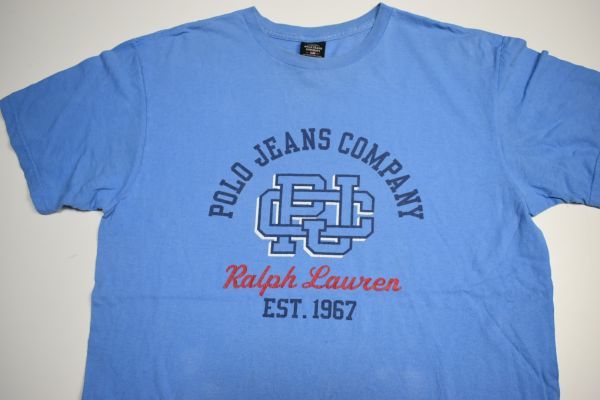 POLO JEANS COMPANY
PJC
Ralph Lauren
EST. 1967